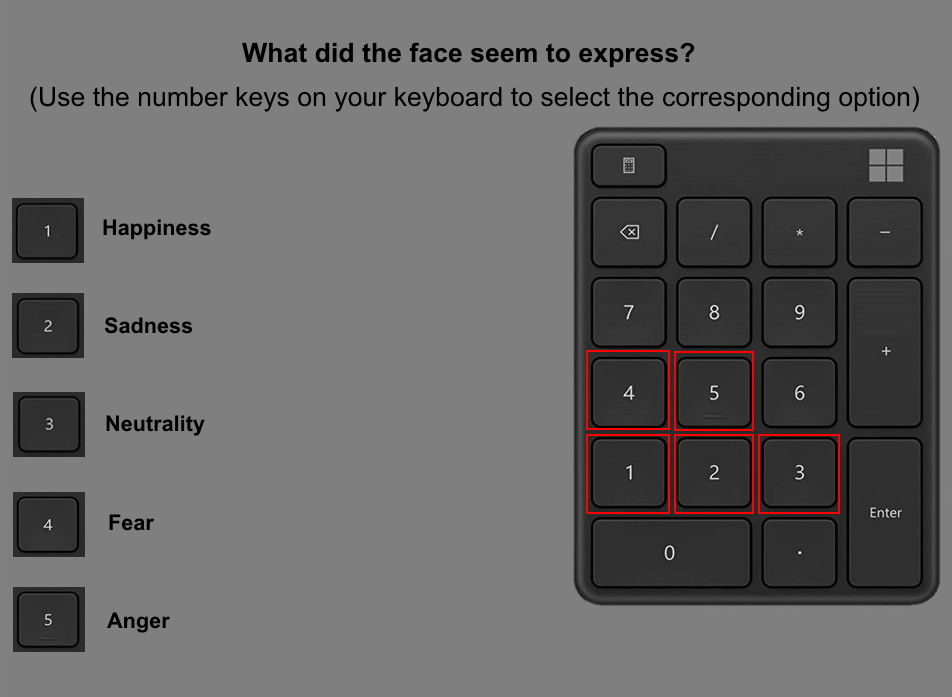 What did the face seem to express?
(Use the number keys on your keyboard to select the corresponding option)
1 Happiness
2 Sadness
3 Neutrality
4 Fear
5 Anger
/ * −
7 8 9
+
4 5 6
1 2 3
Enter
0 .